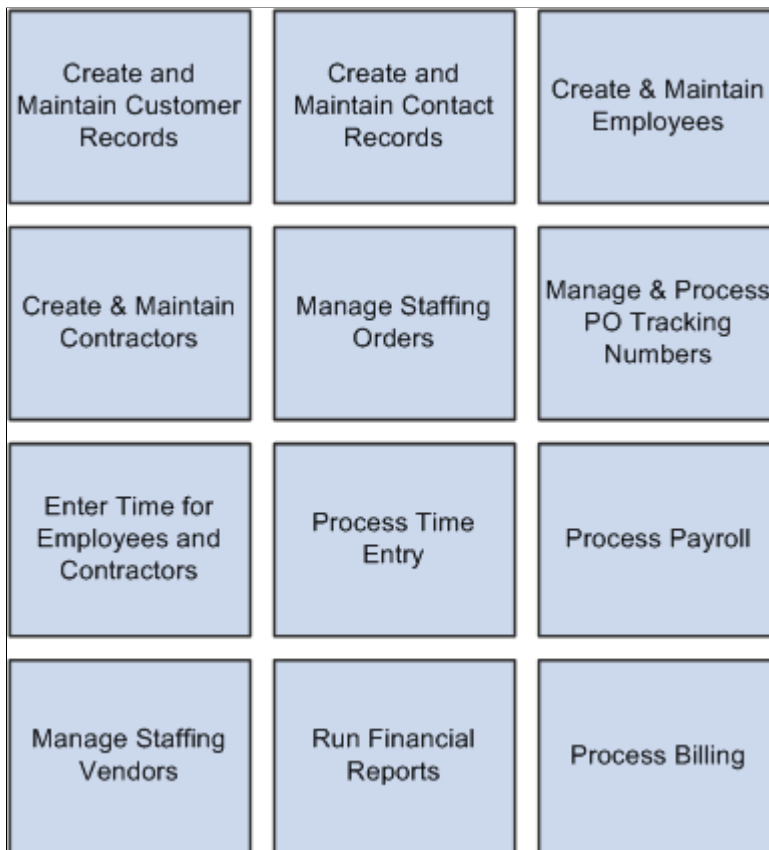 Create and
Maintain Customer
Records
Create and
Maintain Contact
Records
Create & Maintain
Employees
Create & Maintain
Contractors
Manage Staffing
Orders
Manage & Process
PO Tracking
Numbers
Enter Time for
Employees and
Contractors
Process Time
Entry
Process Payroll
Manage Staffing
Vendors
Run Financial
Reports
Process Billing